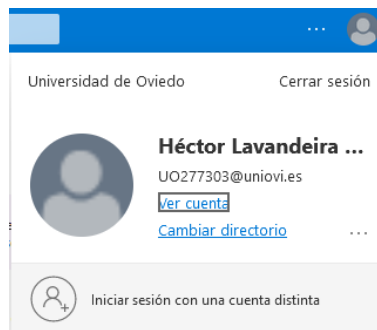 Universidad de Oviedo Cerrar sesión
Héctor Lavandeira ...
UO277303@uniovi.es
Ver cuenta
Cambiar directorio ...
Iniciar sesión con una cuenta distinta